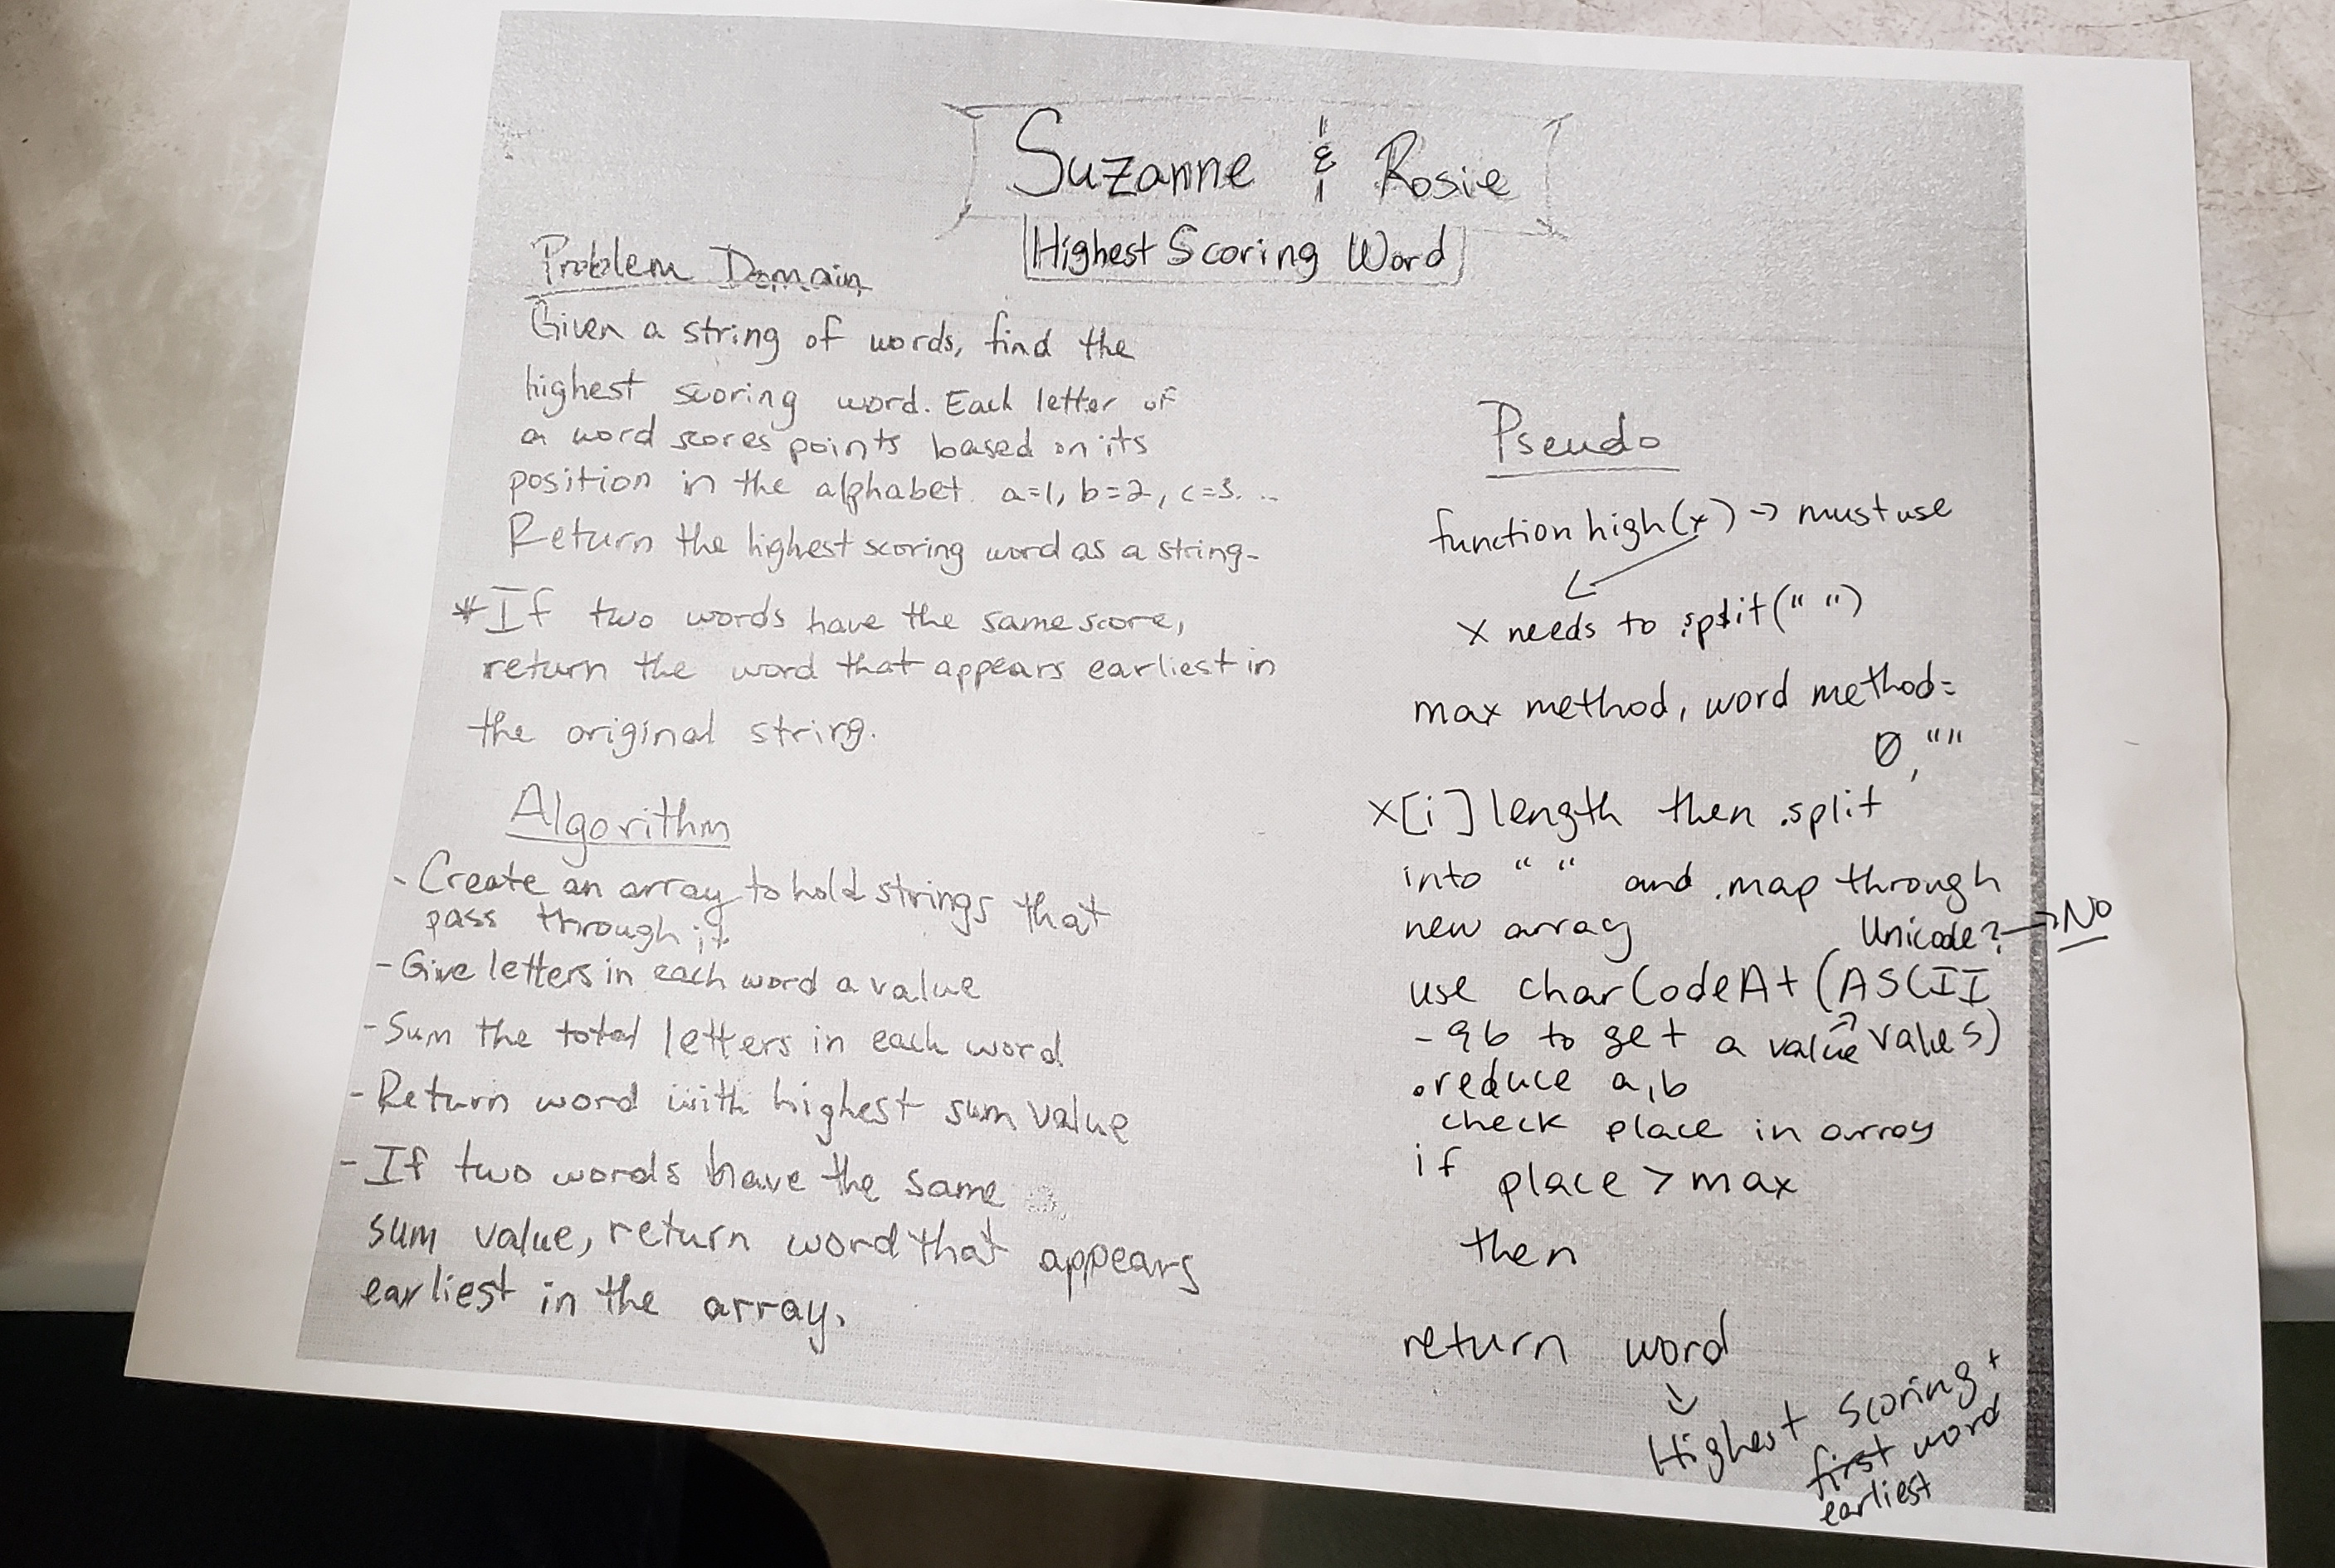 Suzanne & Rosie
Highest Scoring Word
Problem Domain
Given a string of words, find the
highest scoring word. Each letter of
a word scores points based on its
position in the alphabet. a=1, b=2, c=3...
Return the highest scoring word as a string.
*If two words have the same score,
return the word that appears earliest in
the original string.
Algorithm
- Create an array to hold strings that
pass through it
- Give letters in each word a value
- Sum the total letters in each word
- Return word with highest sum value
- If two words have the same
sum value, return word that appears
earliest in the array.
Pseudo
function high(x) → must use
x needs to .split(" ")
max method, word method =
0, ""
x[i] length then .split
into " " and .map through
new array
Unicode? → No
use charCodeAt (ASCII
- 96 to get a value → values)
.reduce a,b
check place in array
if place > max
then
return word
Highest scoring +
first word
earliest